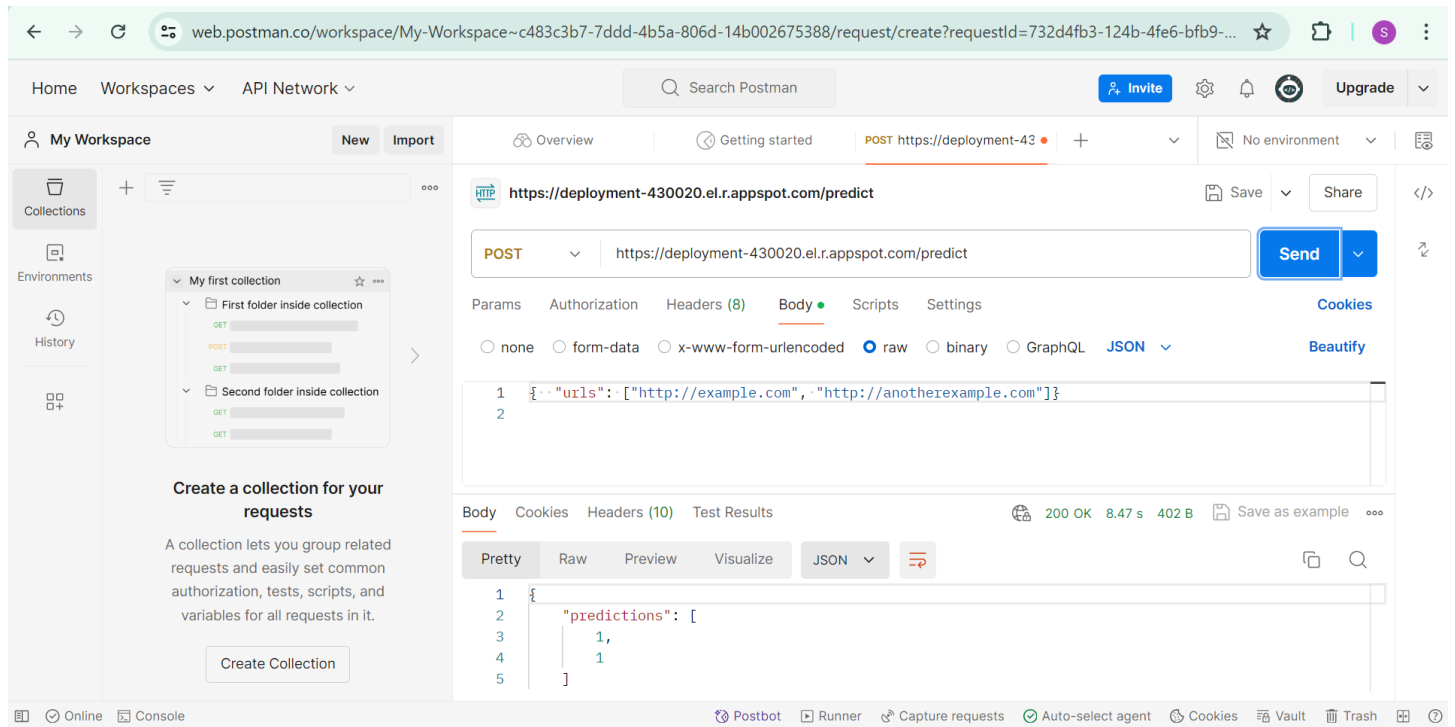 web.postman.co/workspace/My-Workspace~c483c3b7-7ddd-4b5a-806d-14b002675388/request/create?requestId=732d4fb3-124b-4fe6-bfb9-... S
Home Workspaces API Network Search Postman Invite Upgrade
My Workspace New Import Overview Getting started POST https://deployment-43 No environment
Collections
HTTP https://deployment-430020.el.r.appspot.com/predict Save Share
Environments
POST https://deployment-430020.el.r.appspot.com/predict Send
History
My first collection
First folder inside collection
GET
POST
GET
Second folder inside collection
GET
GET
Create a collection for your
requests
A collection lets you group related
requests and easily set common
authorization, tests, scripts, and
variables for all requests in it.
Create Collection
Params Authorization Headers (8) Body Scripts Settings Cookies
none form-data x-www-form-urlencoded raw binary GraphQL JSON Beautify
1 { "urls": ["http://example.com", "http://anotherexample.com"]}
2
Body Cookies Headers (10) Test Results 200 OK 8.47 s 402 B Save as example
Pretty Raw Preview Visualize JSON
1 {
2 "predictions": [
3 1,
4 1
5 ]
Online Console Postbot Runner Capture requests Auto-select agent Cookies Vault Trash